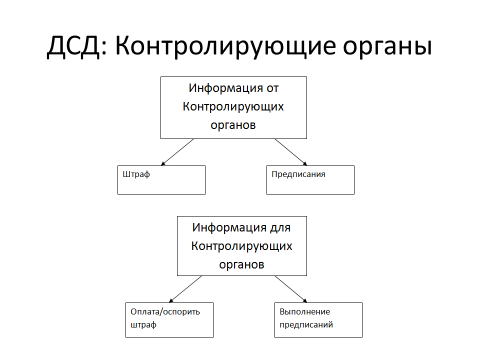 ДСД: Контролирующие органы
Информация от
Контролирующих
органов
Штраф
Предписания
Информация для
Контролирующих
органов
Оплата/оспорить
штраф
Выполнение
предписаний